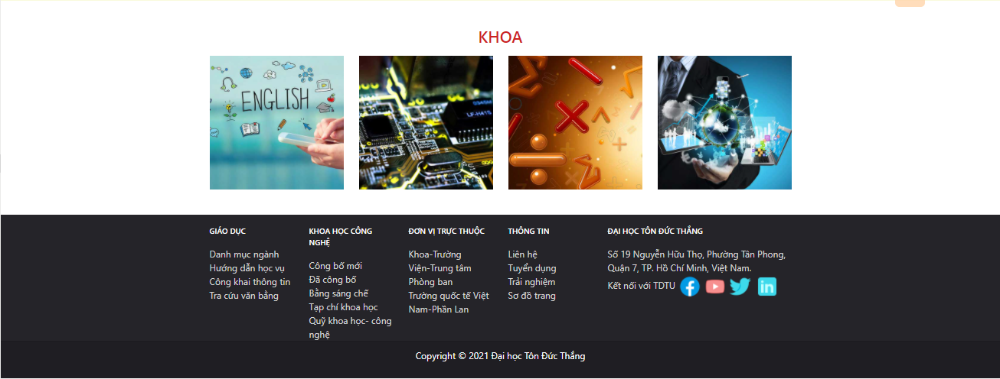 KHOA
ENGLISH
0345M
LF-H41S
GIÁO DỤC
Danh mục ngành
Hướng dẫn học vụ
Công khai thông tin
Tra cứu văn bằng
KHOA HỌC CÔNG
NGHỆ
Công bố mới
Đã công bố
Bằng sáng chế
Tạp chí khoa học
Quỹ khoa học- công
nghệ
ĐƠN VỊ TRỰC THUỘC
Khoa-Trường
Viện-Trung tâm
Phòng ban
Trường quốc tế Việt
Nam-Phần Lan
THÔNG TIN
Liên hệ
Tuyển dụng
Trải nghiệm
Sơ đồ trang
ĐẠI HỌC TÔN ĐỨC THẮNG
Số 19 Nguyễn Hữu Thọ, Phường Tân Phong,
Quận 7, TP. Hồ Chí Minh, Việt Nam.
Kết nối với TDTU
Copyright © 2021 Đại học Tôn Đức Thắng